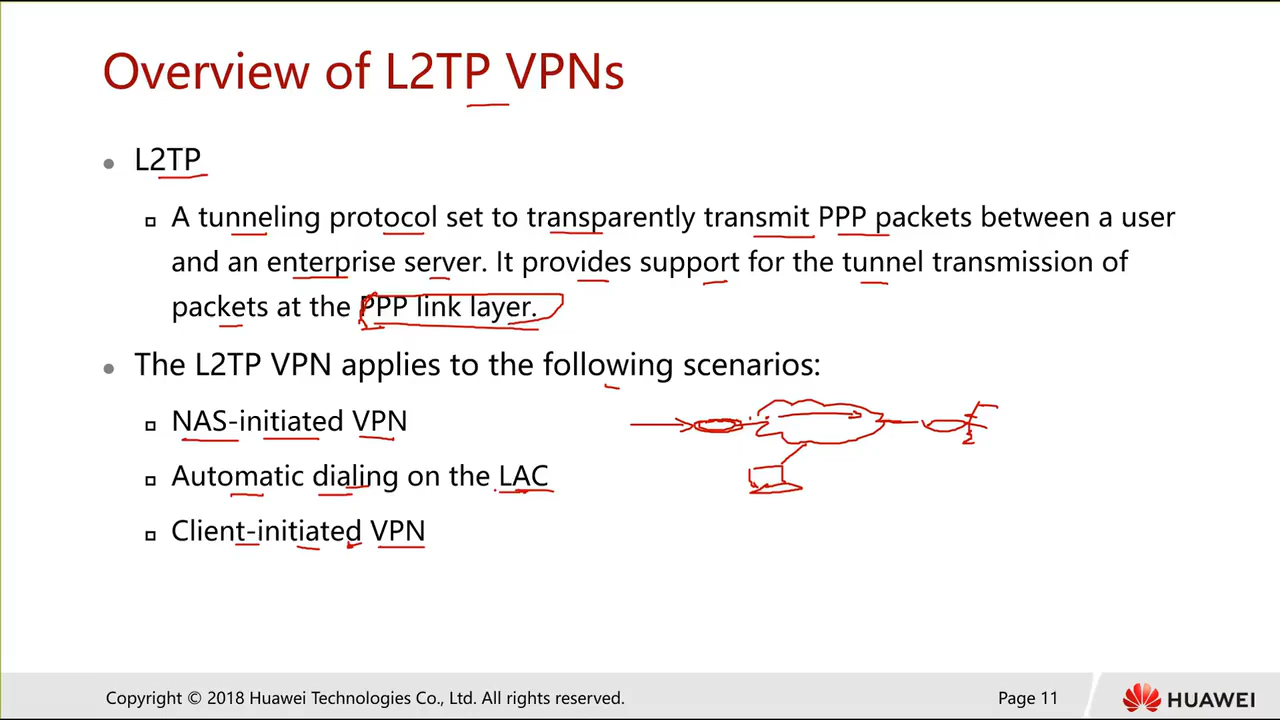 Overview of L2TP VPNs
L2TP
A tunneling protocol set to transparently transmit PPP packets between a user
and an enterprise server. It provides support for the tunnel transmission of
packets at the PPP link layer.
The L2TP VPN applies to the following scenarios:
NAS-initiated VPN
Automatic dialing on the LAC
Client-initiated VPN
Copyright © 2018 Huawei Technologies Co., Ltd. All rights reserved.
Page 11
HUAWEI